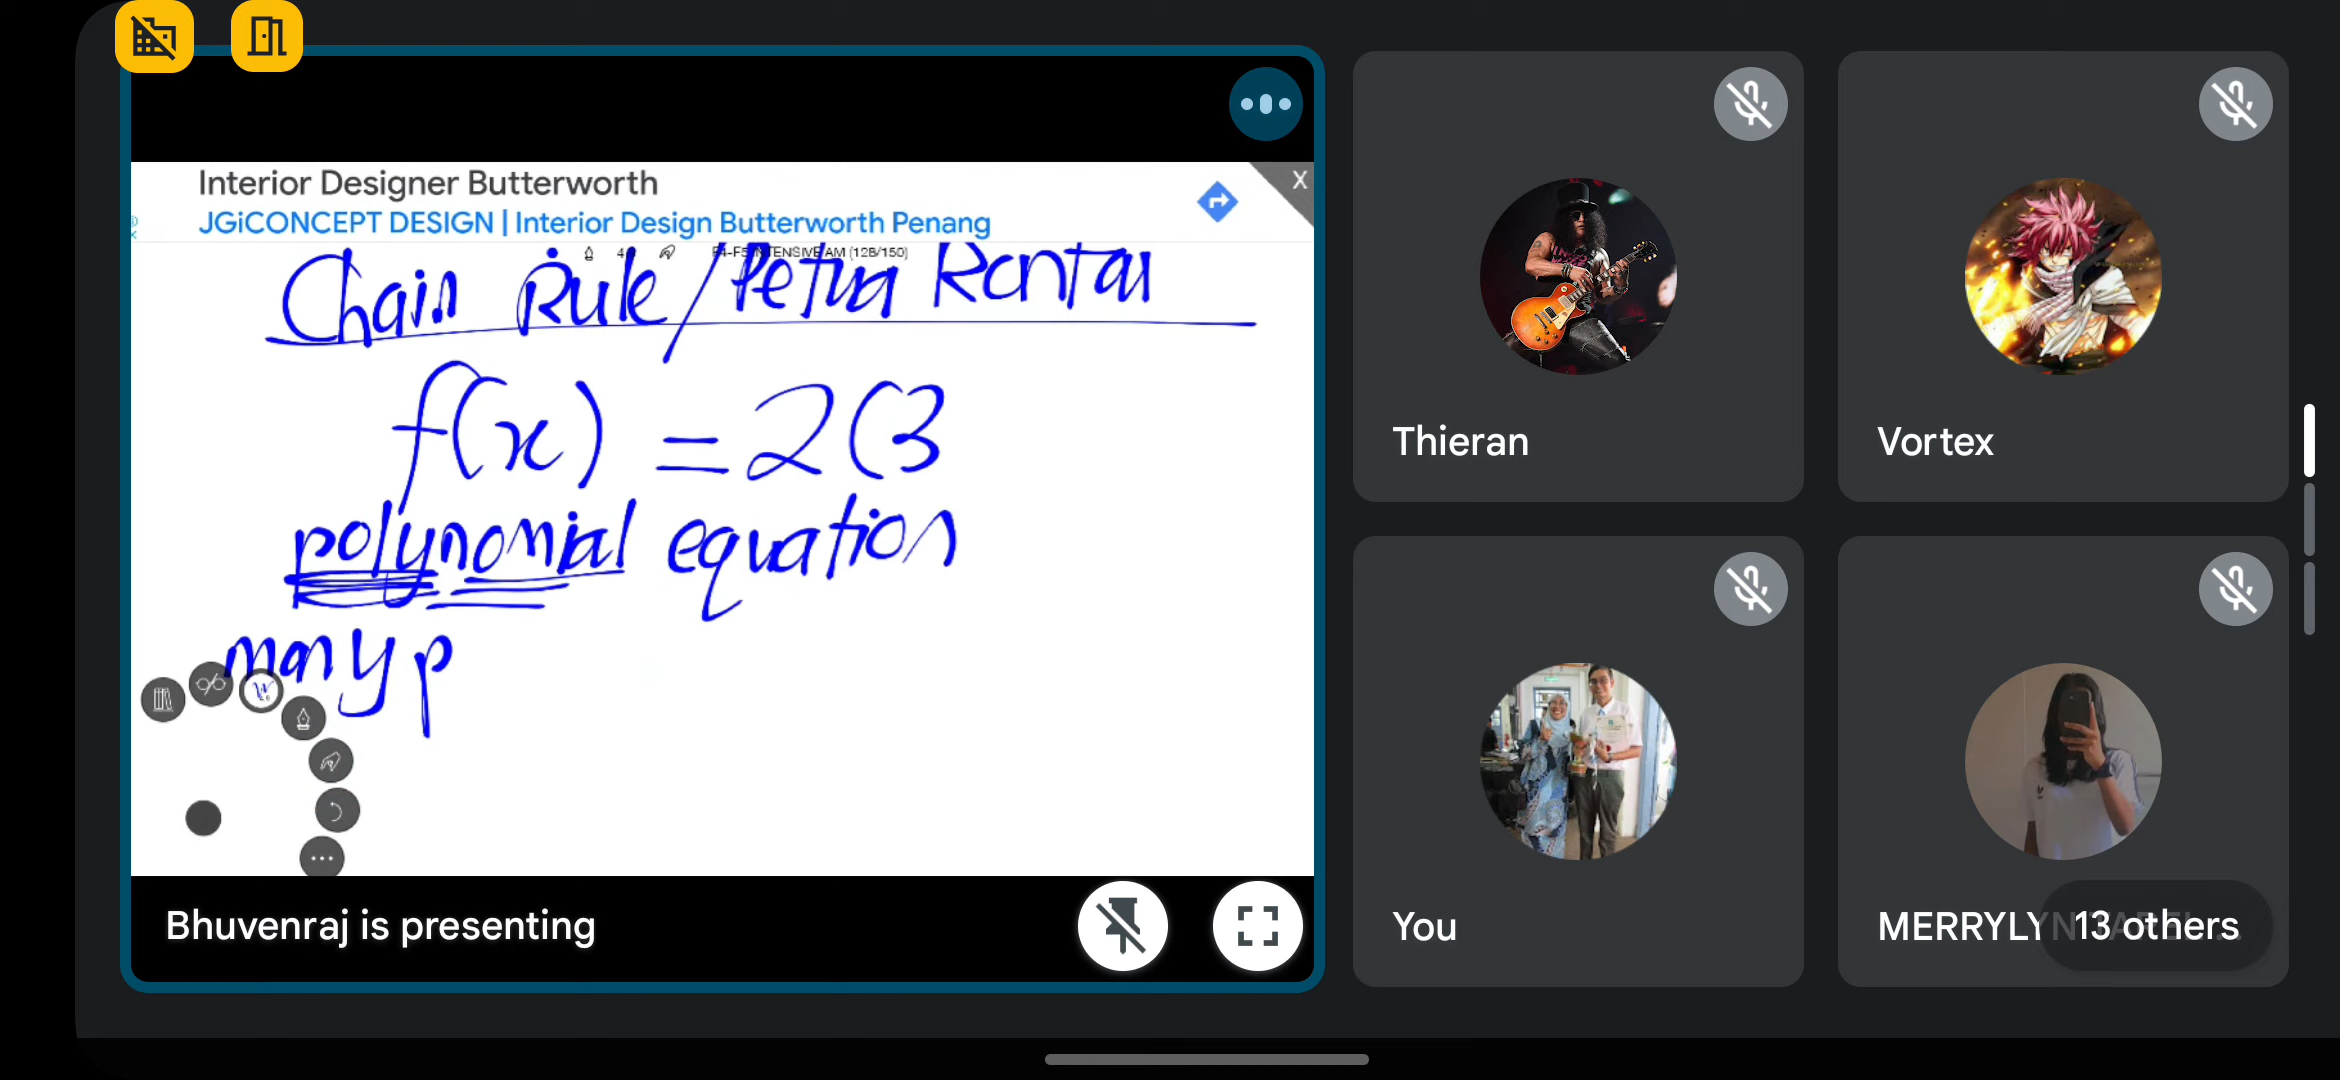 Interior Designer Butterworth
JGiCONCEPT DESIGN | Interior Design Butterworth Penang
X
Chain Rule / Petua Rantai
f(x) = 2(3
polynomial equation
many p
Bhuvenraj is presenting
Thieran
Vortex
You
MERRYLYN
13 others